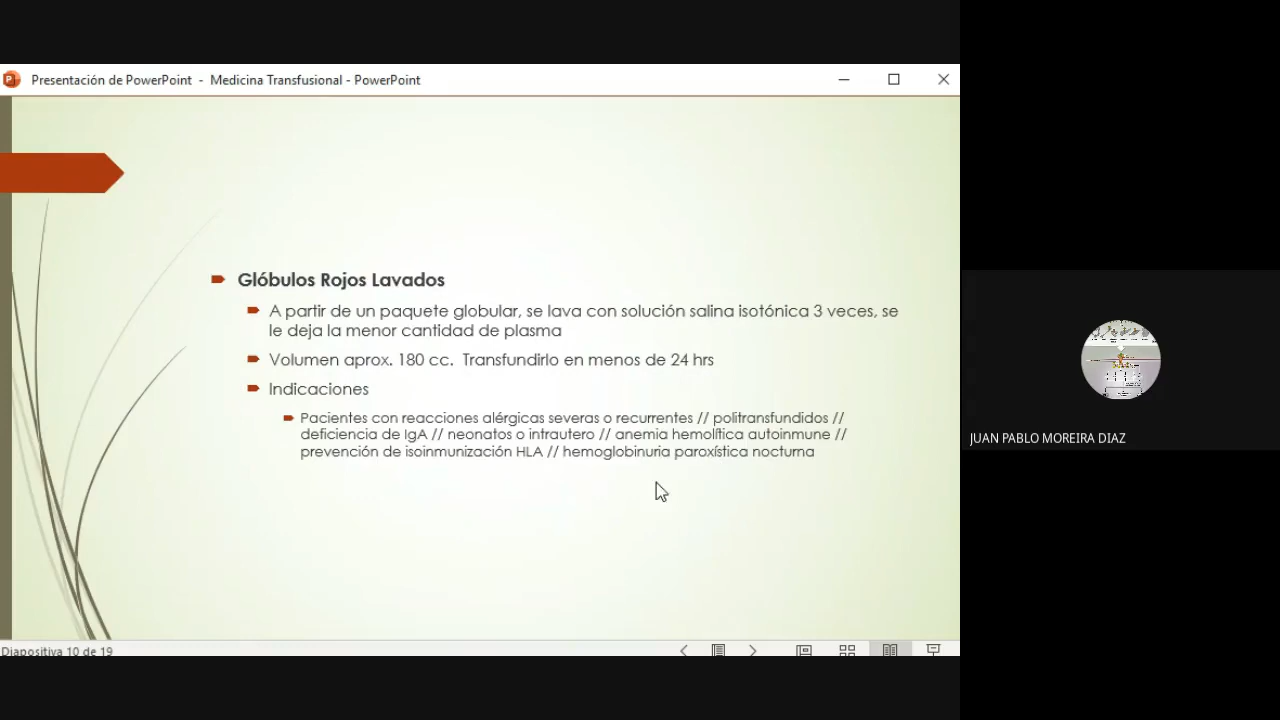 Presentación de PowerPoint - Medicina Transfusional - PowerPoint
Glóbulos Rojos Lavados
A partir de un paquete globular, se lava con solución salina isotónica 3 veces, se
le deja la menor cantidad de plasma
Volumen aprox. 180 cc. Transfundirlo en menos de 24 hrs
Indicaciones
Pacientes con reacciones alérgicas severas o recurrentes // politransfundidos //
deficiencia de IgA // neonatos o intrautero // anemia hemolítica autoinmune //
prevención de isoinmunización HLA // hemoglobinuria paroxística nocturna
JUAN PABLO MOREIRA DIAZ
Diapositiva 10 de 19